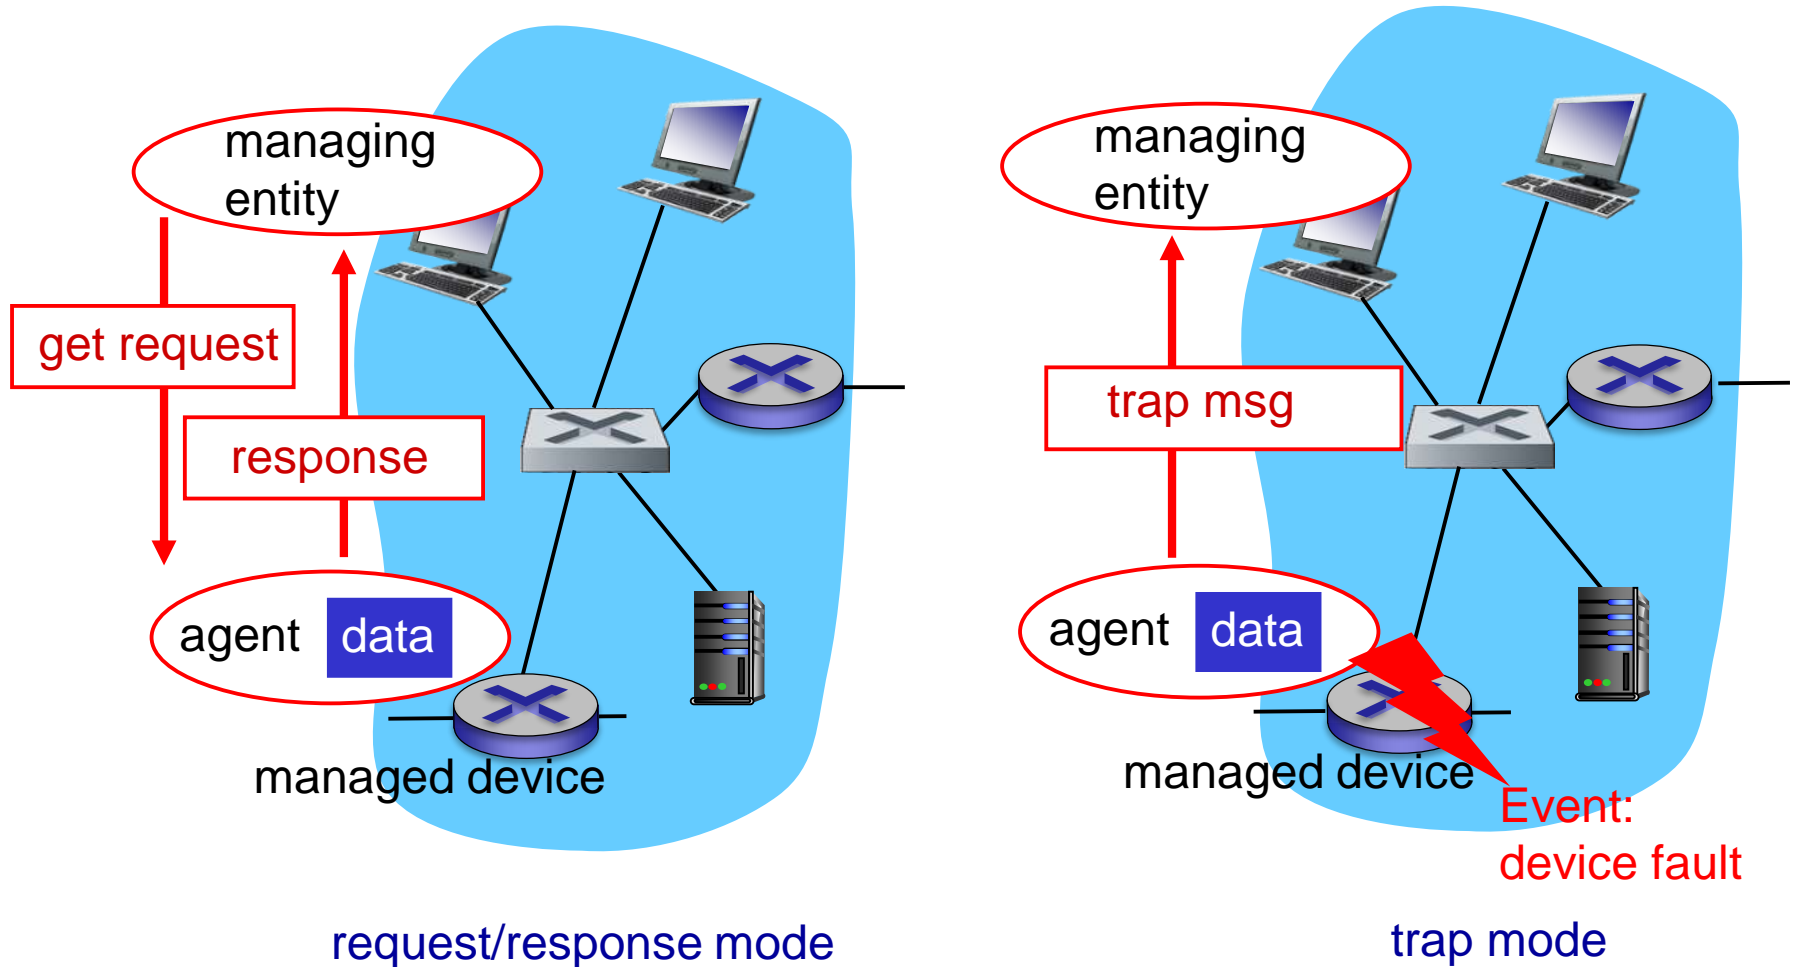 managing
entity
get request
response
agent
data
managed device
request/response mode
managing
entity
trap msg
agent
data
managed device
Event:
device fault
trap mode